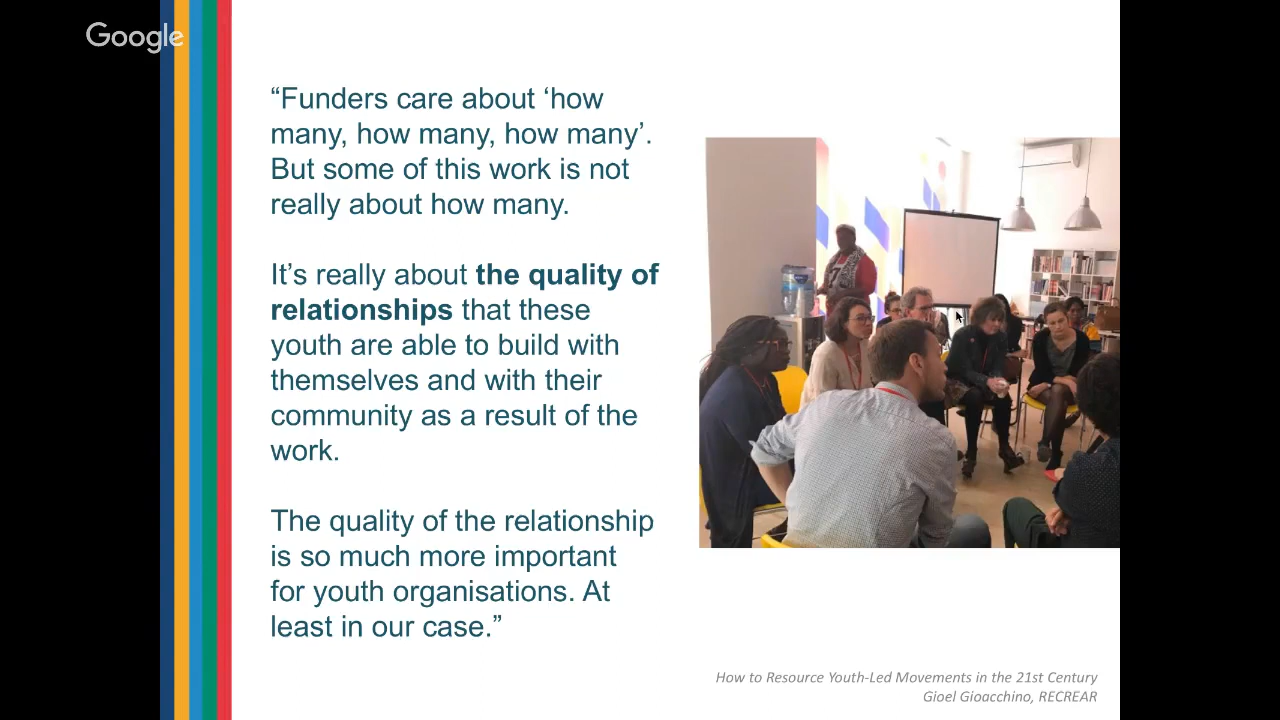 Google
“Funders care about ‘how
many, how many, how many’.
But some of this work is not
really about how many.
It’s really about the quality of
relationships that these
youth are able to build with
themselves and with their
community as a result of the
work.
The quality of the relationship
is so much more important
for youth organisations. At
least in our case.”
How to Resource Youth-Led Movements in the 21st Century
Gioel Gioacchino, RECREAR